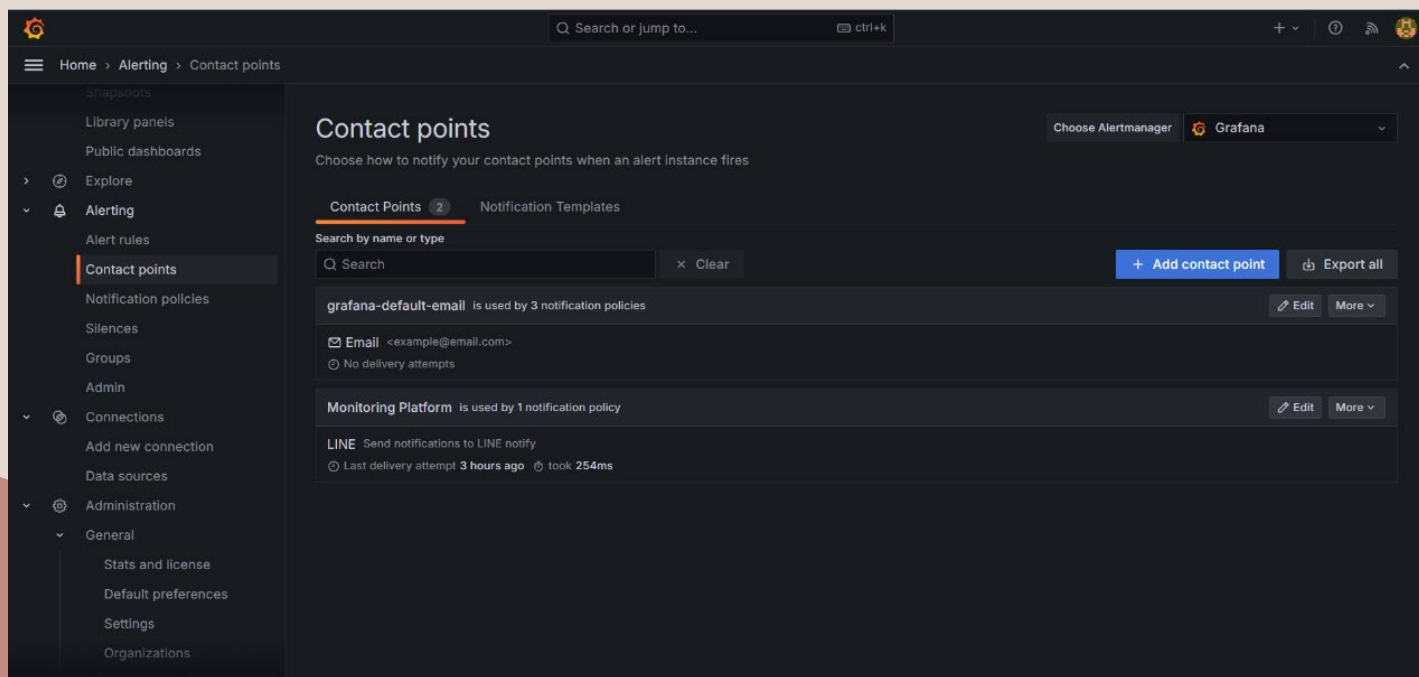 Search or jump to... ctrl+k
Home > Alerting > Contact points
Snapshots
Library panels
Public dashboards
Explore
Alerting
Alert rules
Contact points
Notification policies
Silences
Groups
Admin
Connections
Add new connection
Data sources
Administration
General
Stats and license
Default preferences
Settings
Organizations
Contact points
Choose Alertmanager Grafana
Choose how to notify your contact points when an alert instance fires
Contact Points 2 Notification Templates
Search by name or type
Search × Clear + Add contact point Export all
grafana-default-email is used by 3 notification policies Edit More
Email <example@email.com>
No delivery attempts
Monitoring Platform is used by 1 notification policy Edit More
LINE Send notifications to LINE notify
Last delivery attempt 3 hours ago took 254ms